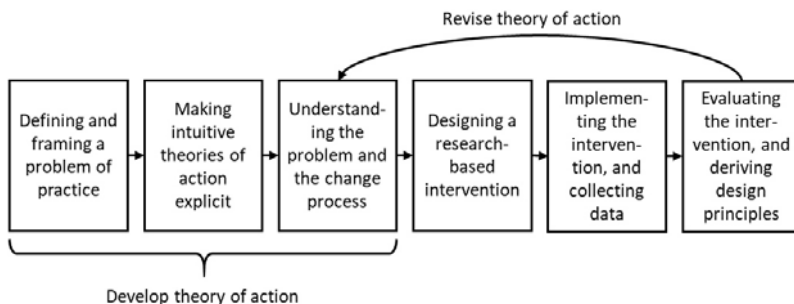 Revise theory of action
Defining and
framing a
problem of
practice
Making
intuitive
theories of
action
explicit
Understand-
ing the
problem and
the change
process
Designing a
research-
based
intervention
Implemen-
ting the
interven-
tion, and
collecting
data
Evaluating
the inter-
vention, and
deriving
design
principles
Develop theory of action